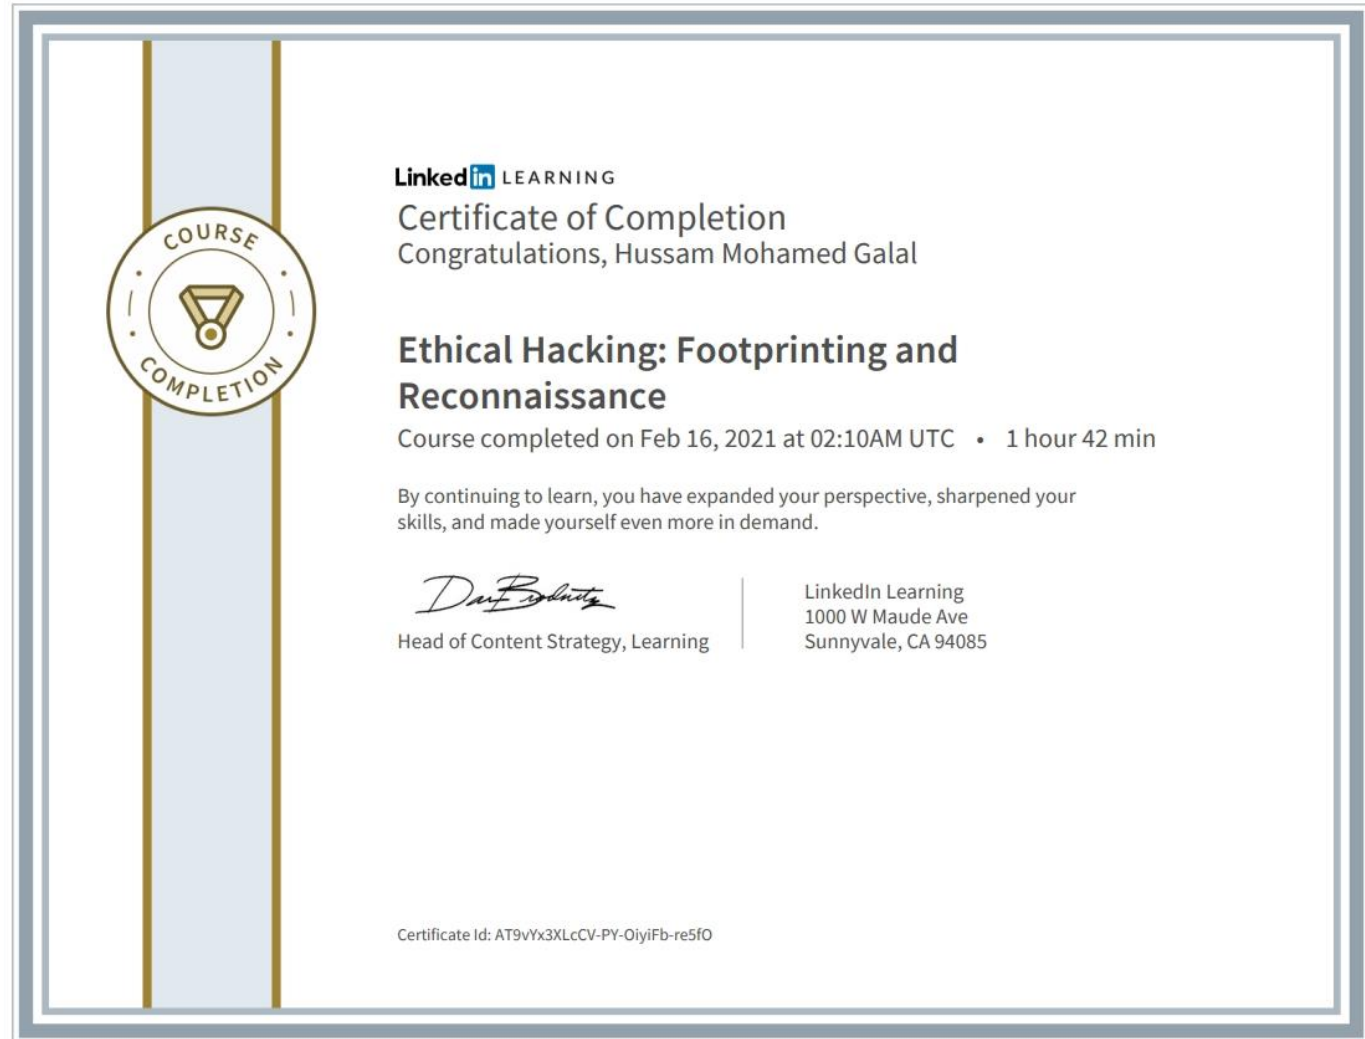 COURSE
COMPLETION
Linked in LEARNING
Certificate of Completion
Congratulations, Hussam Mohamed Galal
Ethical Hacking: Footprinting and
Reconnaissance
Course completed on Feb 16, 2021 at 02:10AM UTC • 1 hour 42 min
By continuing to learn, you have expanded your perspective, sharpened your
skills, and made yourself even more in demand.
Head of Content Strategy, Learning
LinkedIn Learning
1000 W Maude Ave
Sunnyvale, CA 94085
Certificate Id: AT9vYx3XLcCV-PY-OiyiFb-re5fO